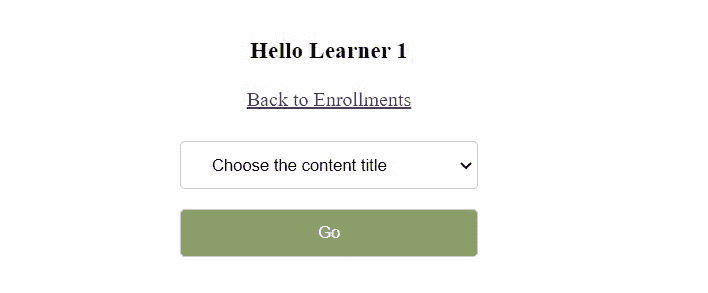 Hello Learner 1
Back to Enrollments
Choose the content title
Go